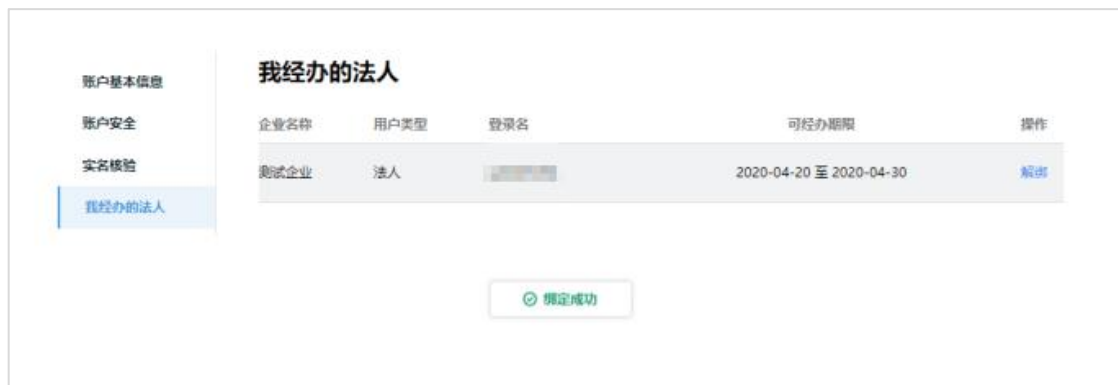 账户基本信息
账户安全
实名核验
我经办的法人
我经办的法人
企业名称 用户类型 登录名 可经办期限 操作
测试企业 法人 2020-04-20 至 2020-04-30 解绑
绑定成功